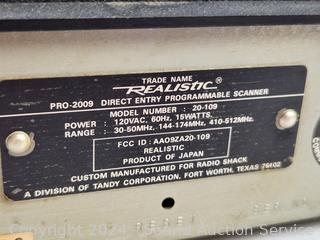 TRADE NAME
REALISTIC®
PRO-2009 DIRECT ENTRY PROGRAMMABLE SCANNER
MODEL NUMBER : 20-109
POWER : 120VAC, 60Hz, 15WATTS.
RANGE : 30-50MHz. 144-174MHz. 410-512MHz.
FCC ID : AAO9ZA20-109
REALISTIC
PRODUCT OF JAPAN
CUSTOM MANUFACTURED FOR RADIO SHACK
A DIVISION OF TANDY CORPORATION, FORT WORTH, TEXAS 76102
Copyright 2024
Auction Service